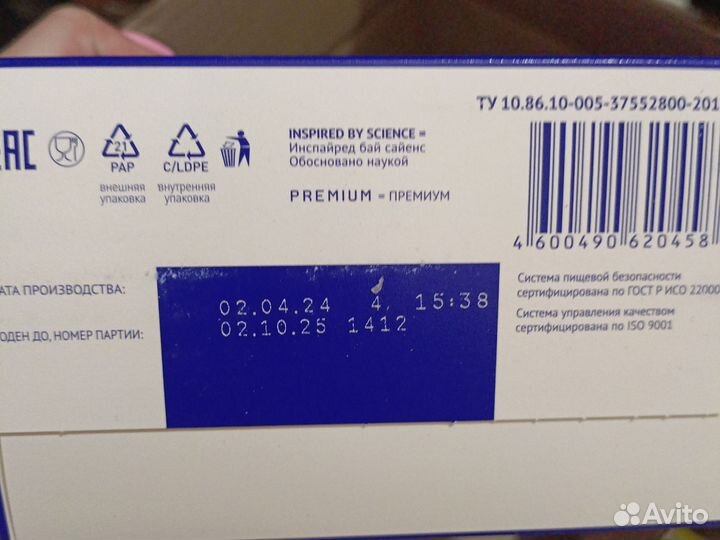 ТУ 10.86.10-005-37552800-201
EAC
21
PAP
внешняя
упаковка
C/LDPE
внутренняя
упаковка
INSPIRED BY SCIENCE =
Инспайред бай сайенс
Обосновано наукой
PREMIUM = ПРЕМИУМ
4 600490 620458
Система пищевой безопасности
сертифицирована по ГОСТ Р ИСО 22000
Система управления качеством
сертифицирована по ISO 9001
АТА ПРОИЗВОДСТВА:
02.04.24 4, 15:38
ОДЕН ДО, НОМЕР ПАРТИИ:
02.10.25 1412
Avito